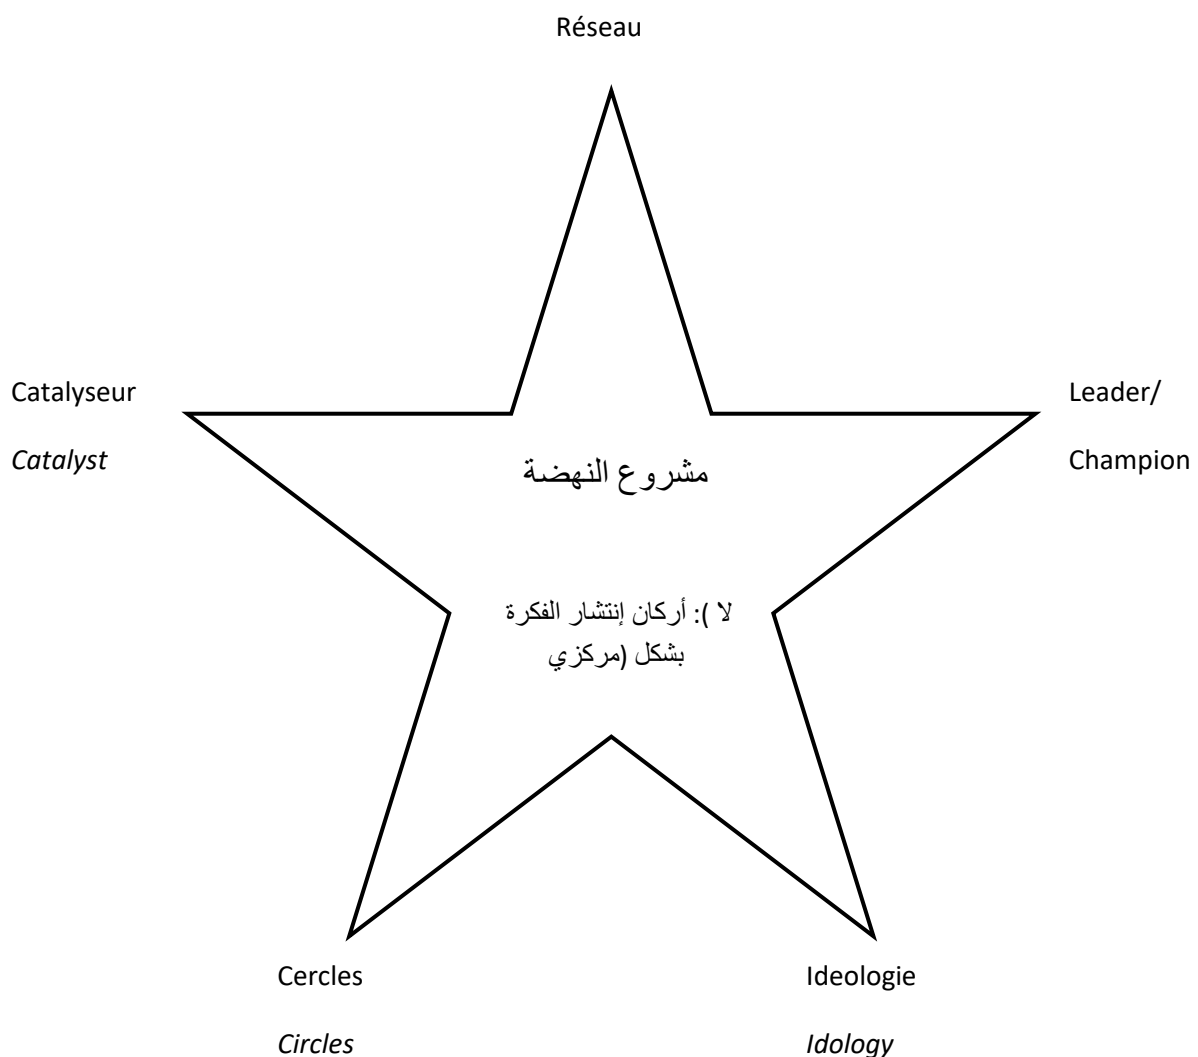 Réseau
Catalyseur
Leader/
Catalyst
Champion
مشروع النهضة
لا ): أركان إنتشار الفكرة
بشكل (مركزي
Cercles
Ideologie
Circles
Idology